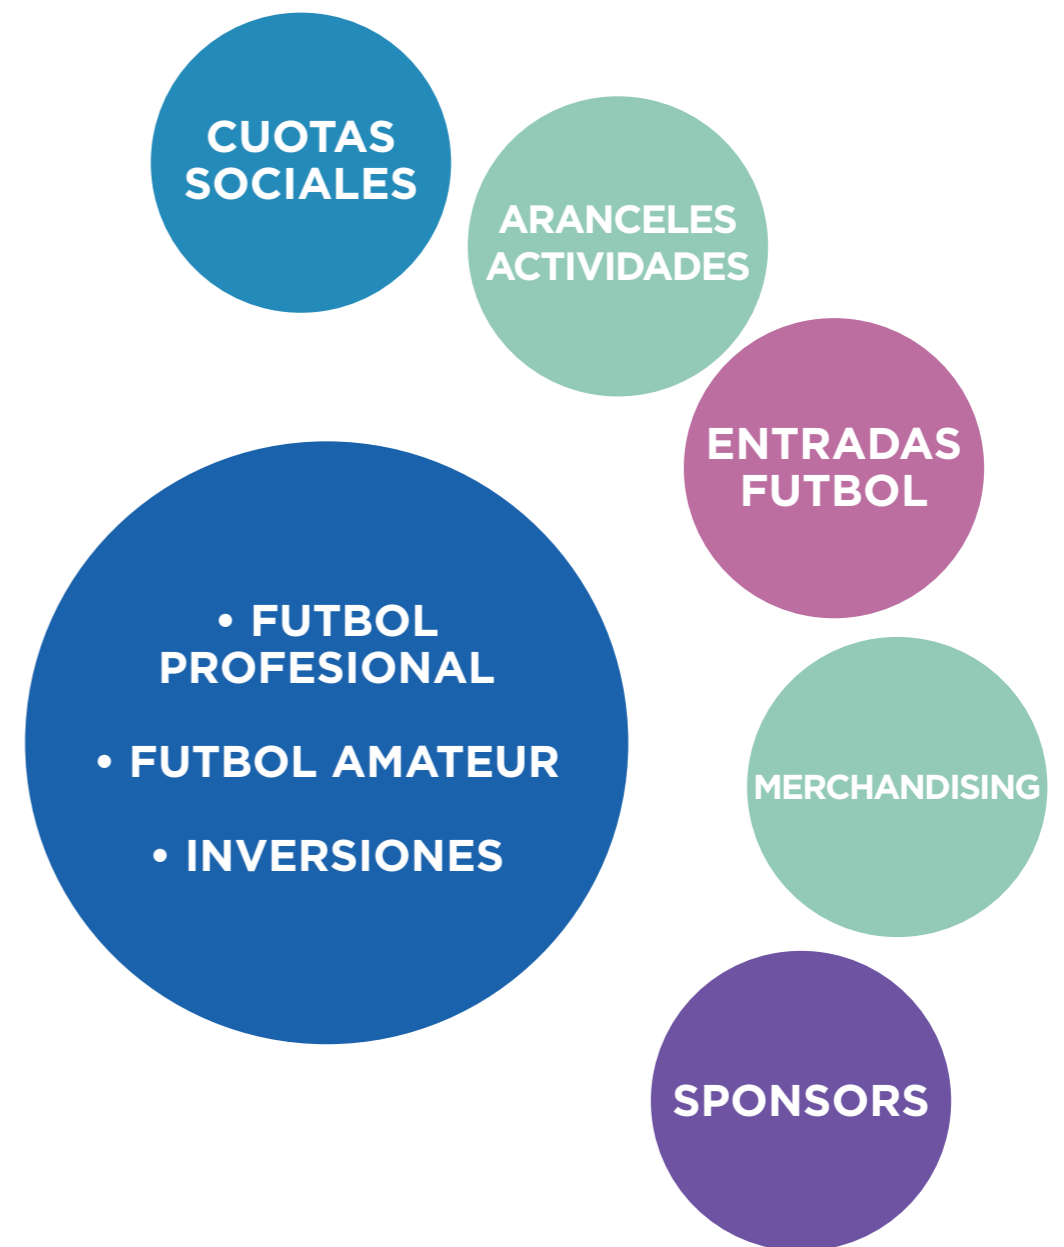 CUOTAS
SOCIALES
ARANCELES
ACTIVIDADES
ENTRADAS
FUTBOL
• FUTBOL
PROFESIONAL
• FUTBOL AMATEUR
• INVERSIONES
MERCHANDISING
SPONSORS